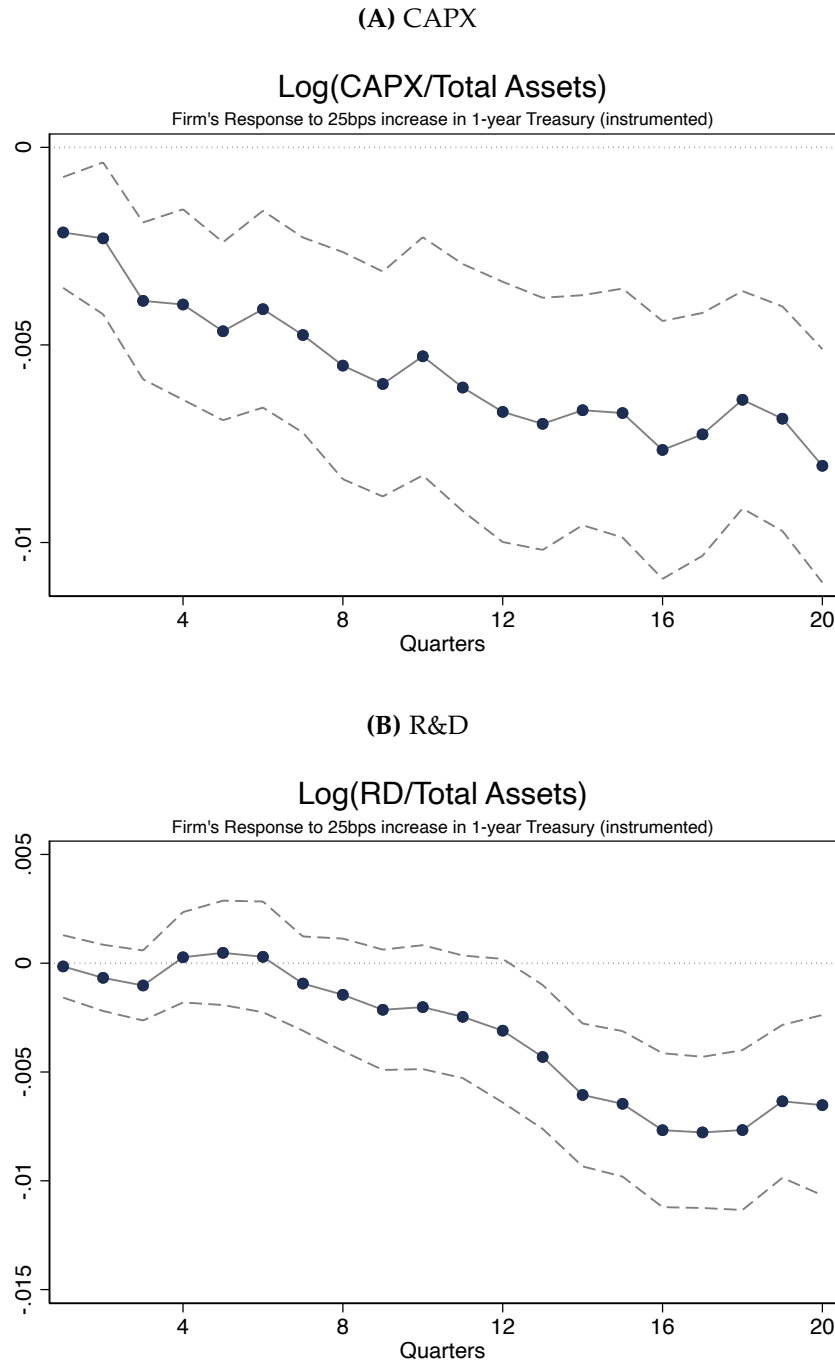 (A) CAPX
Log(CAPX/Total Assets)
Firm's Response to 25bps increase in 1-year Treasury (instrumented)
0
-.005
-.01
4
8
12
16
20
Quarters
(B) R&D
Log(RD/Total Assets)
Firm's Response to 25bps increase in 1-year Treasury (instrumented)
.005
0
-.005
-.01
-.015
4
8
12
16
20
Quarters